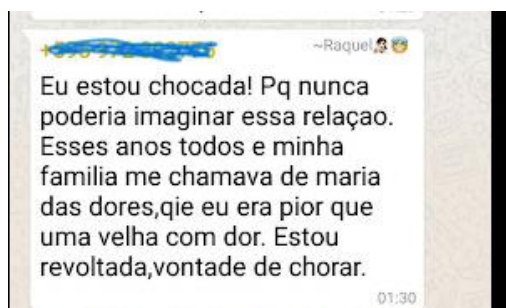 ~Raquel
Eu estou chocada! Pq nunca
poderia imaginar essa relaçao.
Esses anos todos e minha
familia me chamava de maria
das dores,qie eu era pior que
uma velha com dor. Estou
revoltada,vontade de chorar.
01:30